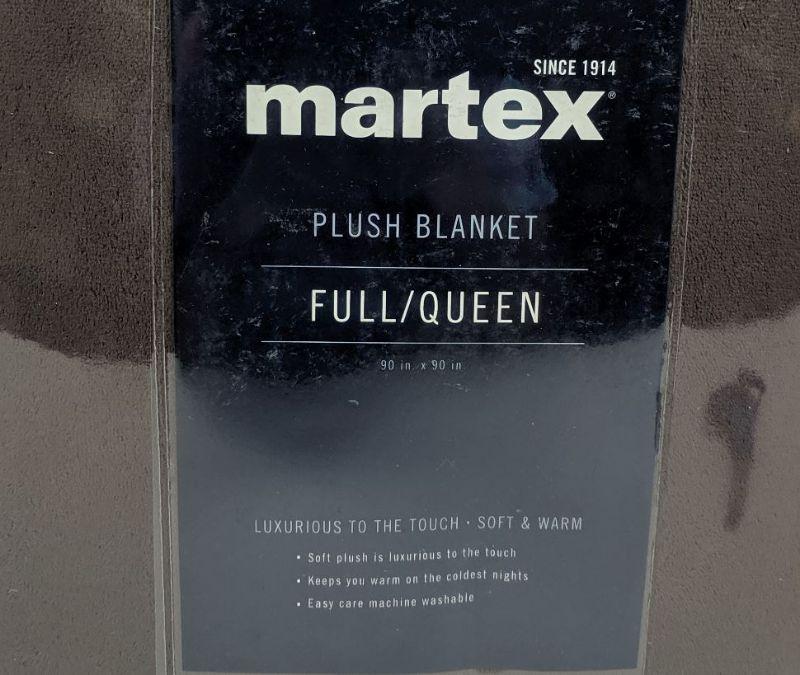 SINCE 1914
martex®
PLUSH BLANKET
FULL/QUEEN
90 in. x 90 in
LUXURIOUS TO THE TOUCH • SOFT & WARM
• Soft plush is luxurious to the touch
• Keeps you warm on the coldest nights
• Easy care machine washable